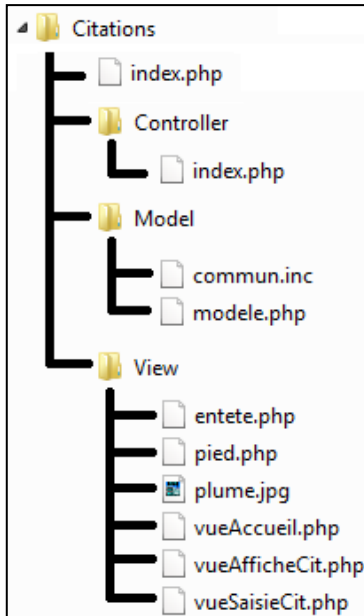 Citations
index.php
Controller
index.php
Model
commun.inc
modele.php
View
entete.php
pied.php
plume.jpg
vueAccueil.php
vueAfficheCit.php
vueSaisieCit.php